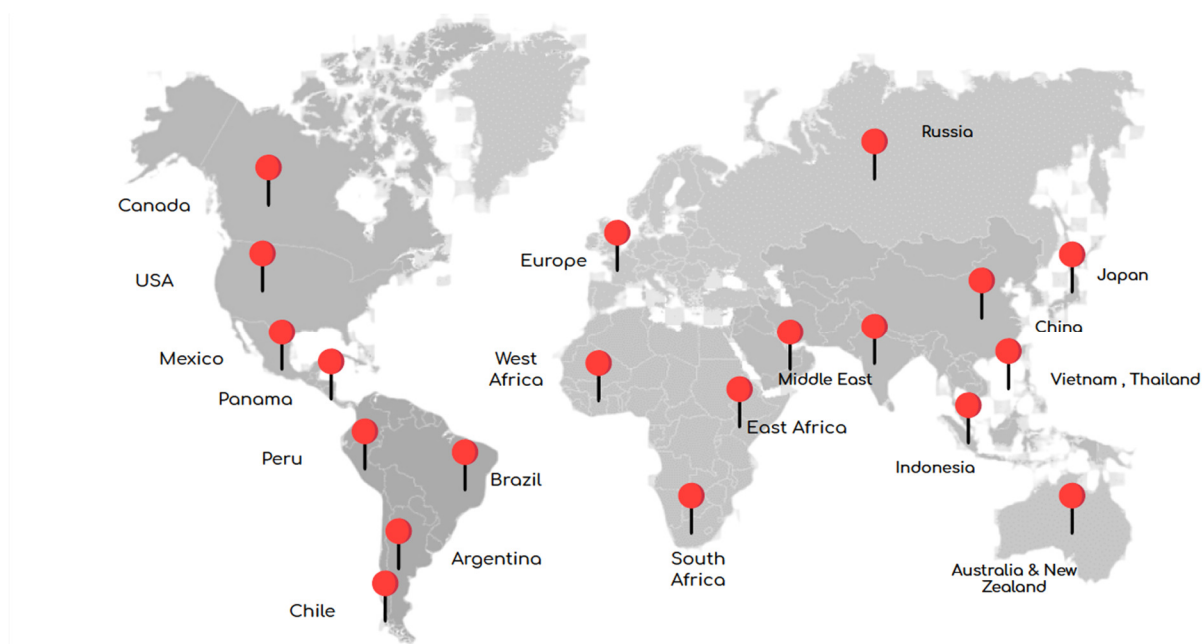 Russia
Canada
Europe
USA
Japan
China
Mexico
West
Africa
Middle East
Vietnam , Thailand
Panama
East Africa
Peru
Brazil
Indonesia
Argentina
South
Africa
Australia & New
Zealand
Chile